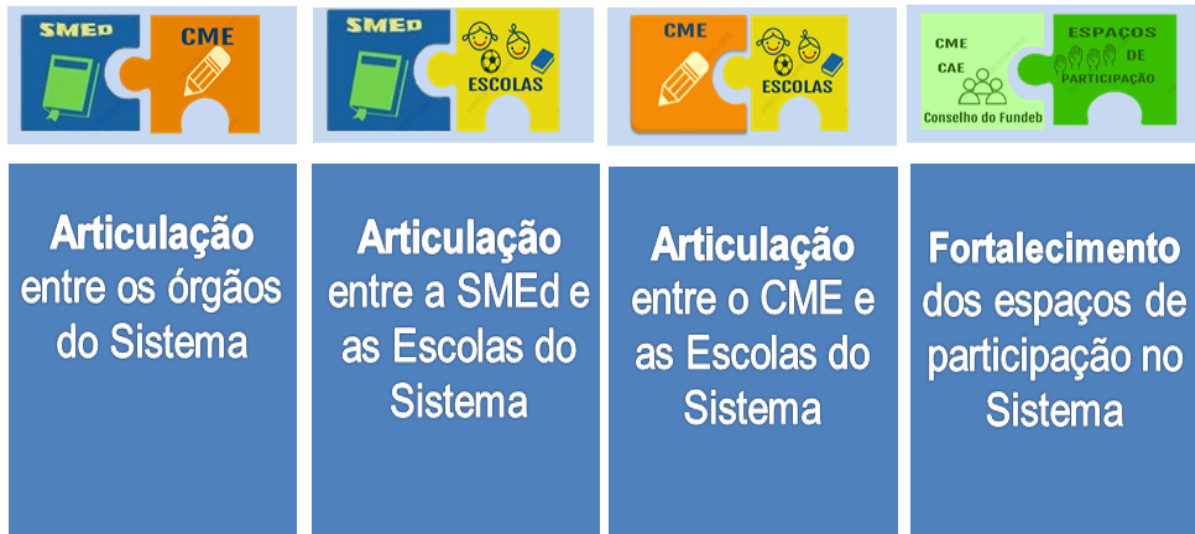 SMED
CME
SMED
ESCOLAS
CME
ESCOLAS
CME
CAE
Conselho do Fundeb
ESPAÇOS
DE
PARTICIPAÇÃO
Articulação
entre os órgãos
do Sistema
Articulação
entre a SMEd e
as Escolas do
Sistema
Articulação
entre o CME e
as Escolas do
Sistema
Fortalecimento
dos espaços de
participação no
Sistema